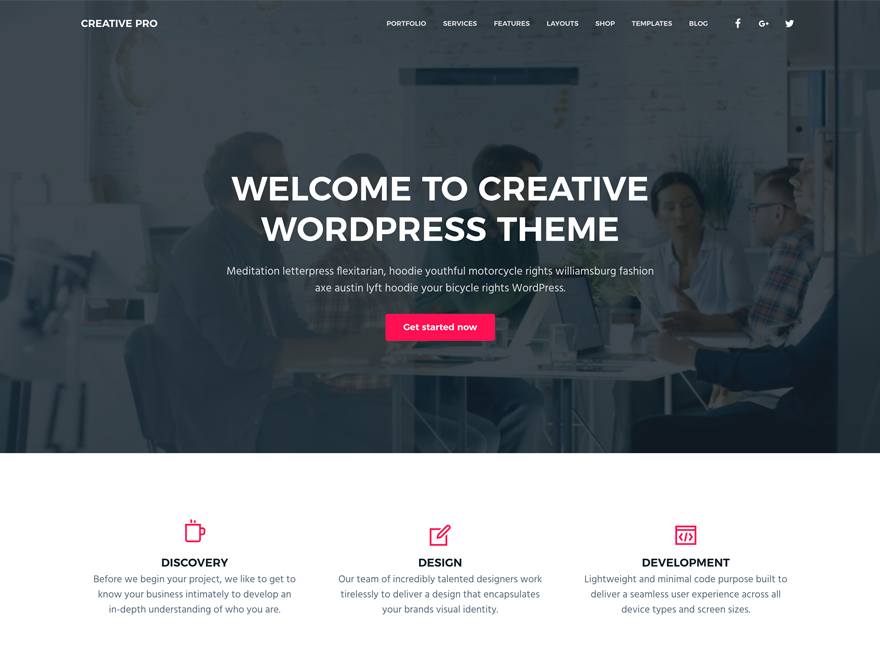 CREATIVE PRO
PORTFOLIO SERVICES FEATURES LAYOUTS SHOP TEMPLATES BLOG
WELCOME TO CREATIVE
WORDPRESS THEME
Meditation letterpress flexitarian, hoodie youthful motorcycle rights williamsburg fashion
axe austin lyft hoodie your bicycle rights WordPress.
Get started now
DISCOVERY
Before we begin your project, we like to get to
know your business intimately to develop an
in-depth understanding of who you are.
DESIGN
Our team of incredibly talented designers work
tirelessly to deliver a design that encapsulates
your brands visual identity.
DEVELOPMENT
Lightweight and minimal code purpose built to
deliver a seamless user experience across all
device types and screen sizes.